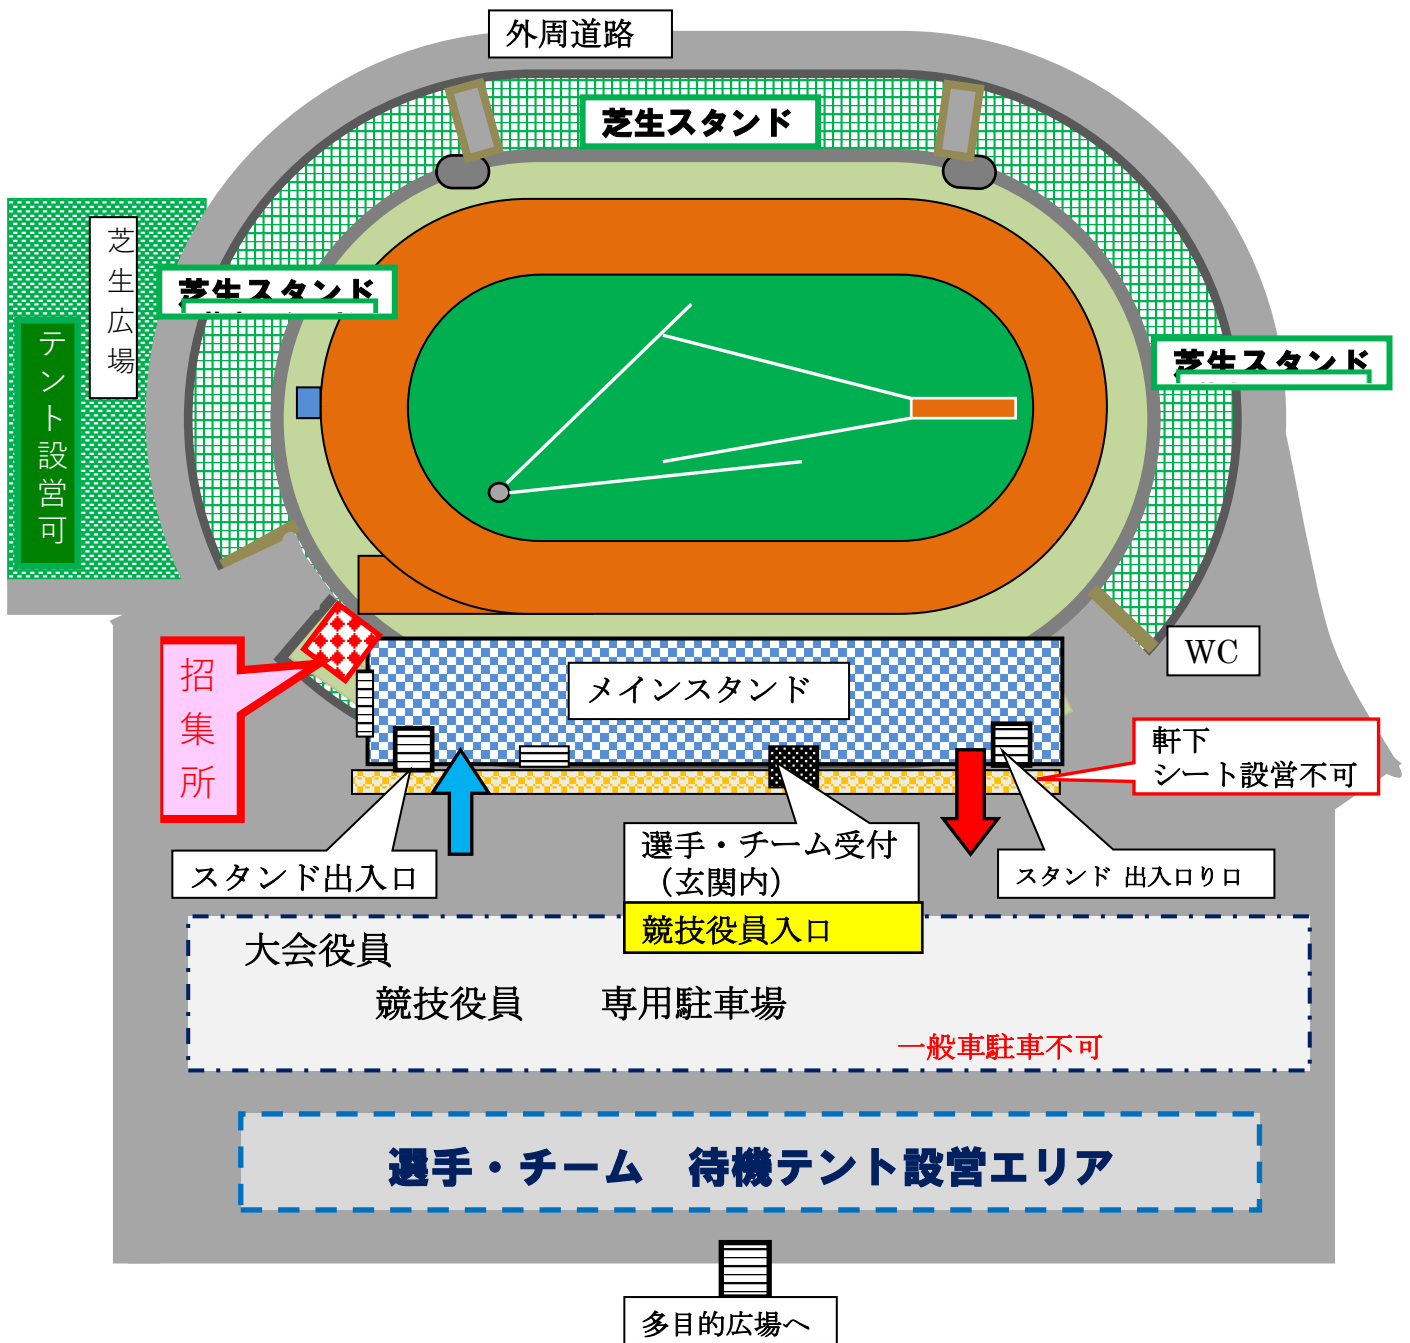 外周道路
芝生スタンド
芝生広場
芝生スタンド
テント設営可
芝生スタンド
WC
招集所
メインスタンド
軒下
シート設営不可
選手・チーム受付
（玄関内）
スタンド出入口
スタンド 出入口り口
競技役員入口
大会役員
競技役員 専用駐車場
一般車駐車不可
選手・チーム 待機テント設営エリア
多目的広場へ